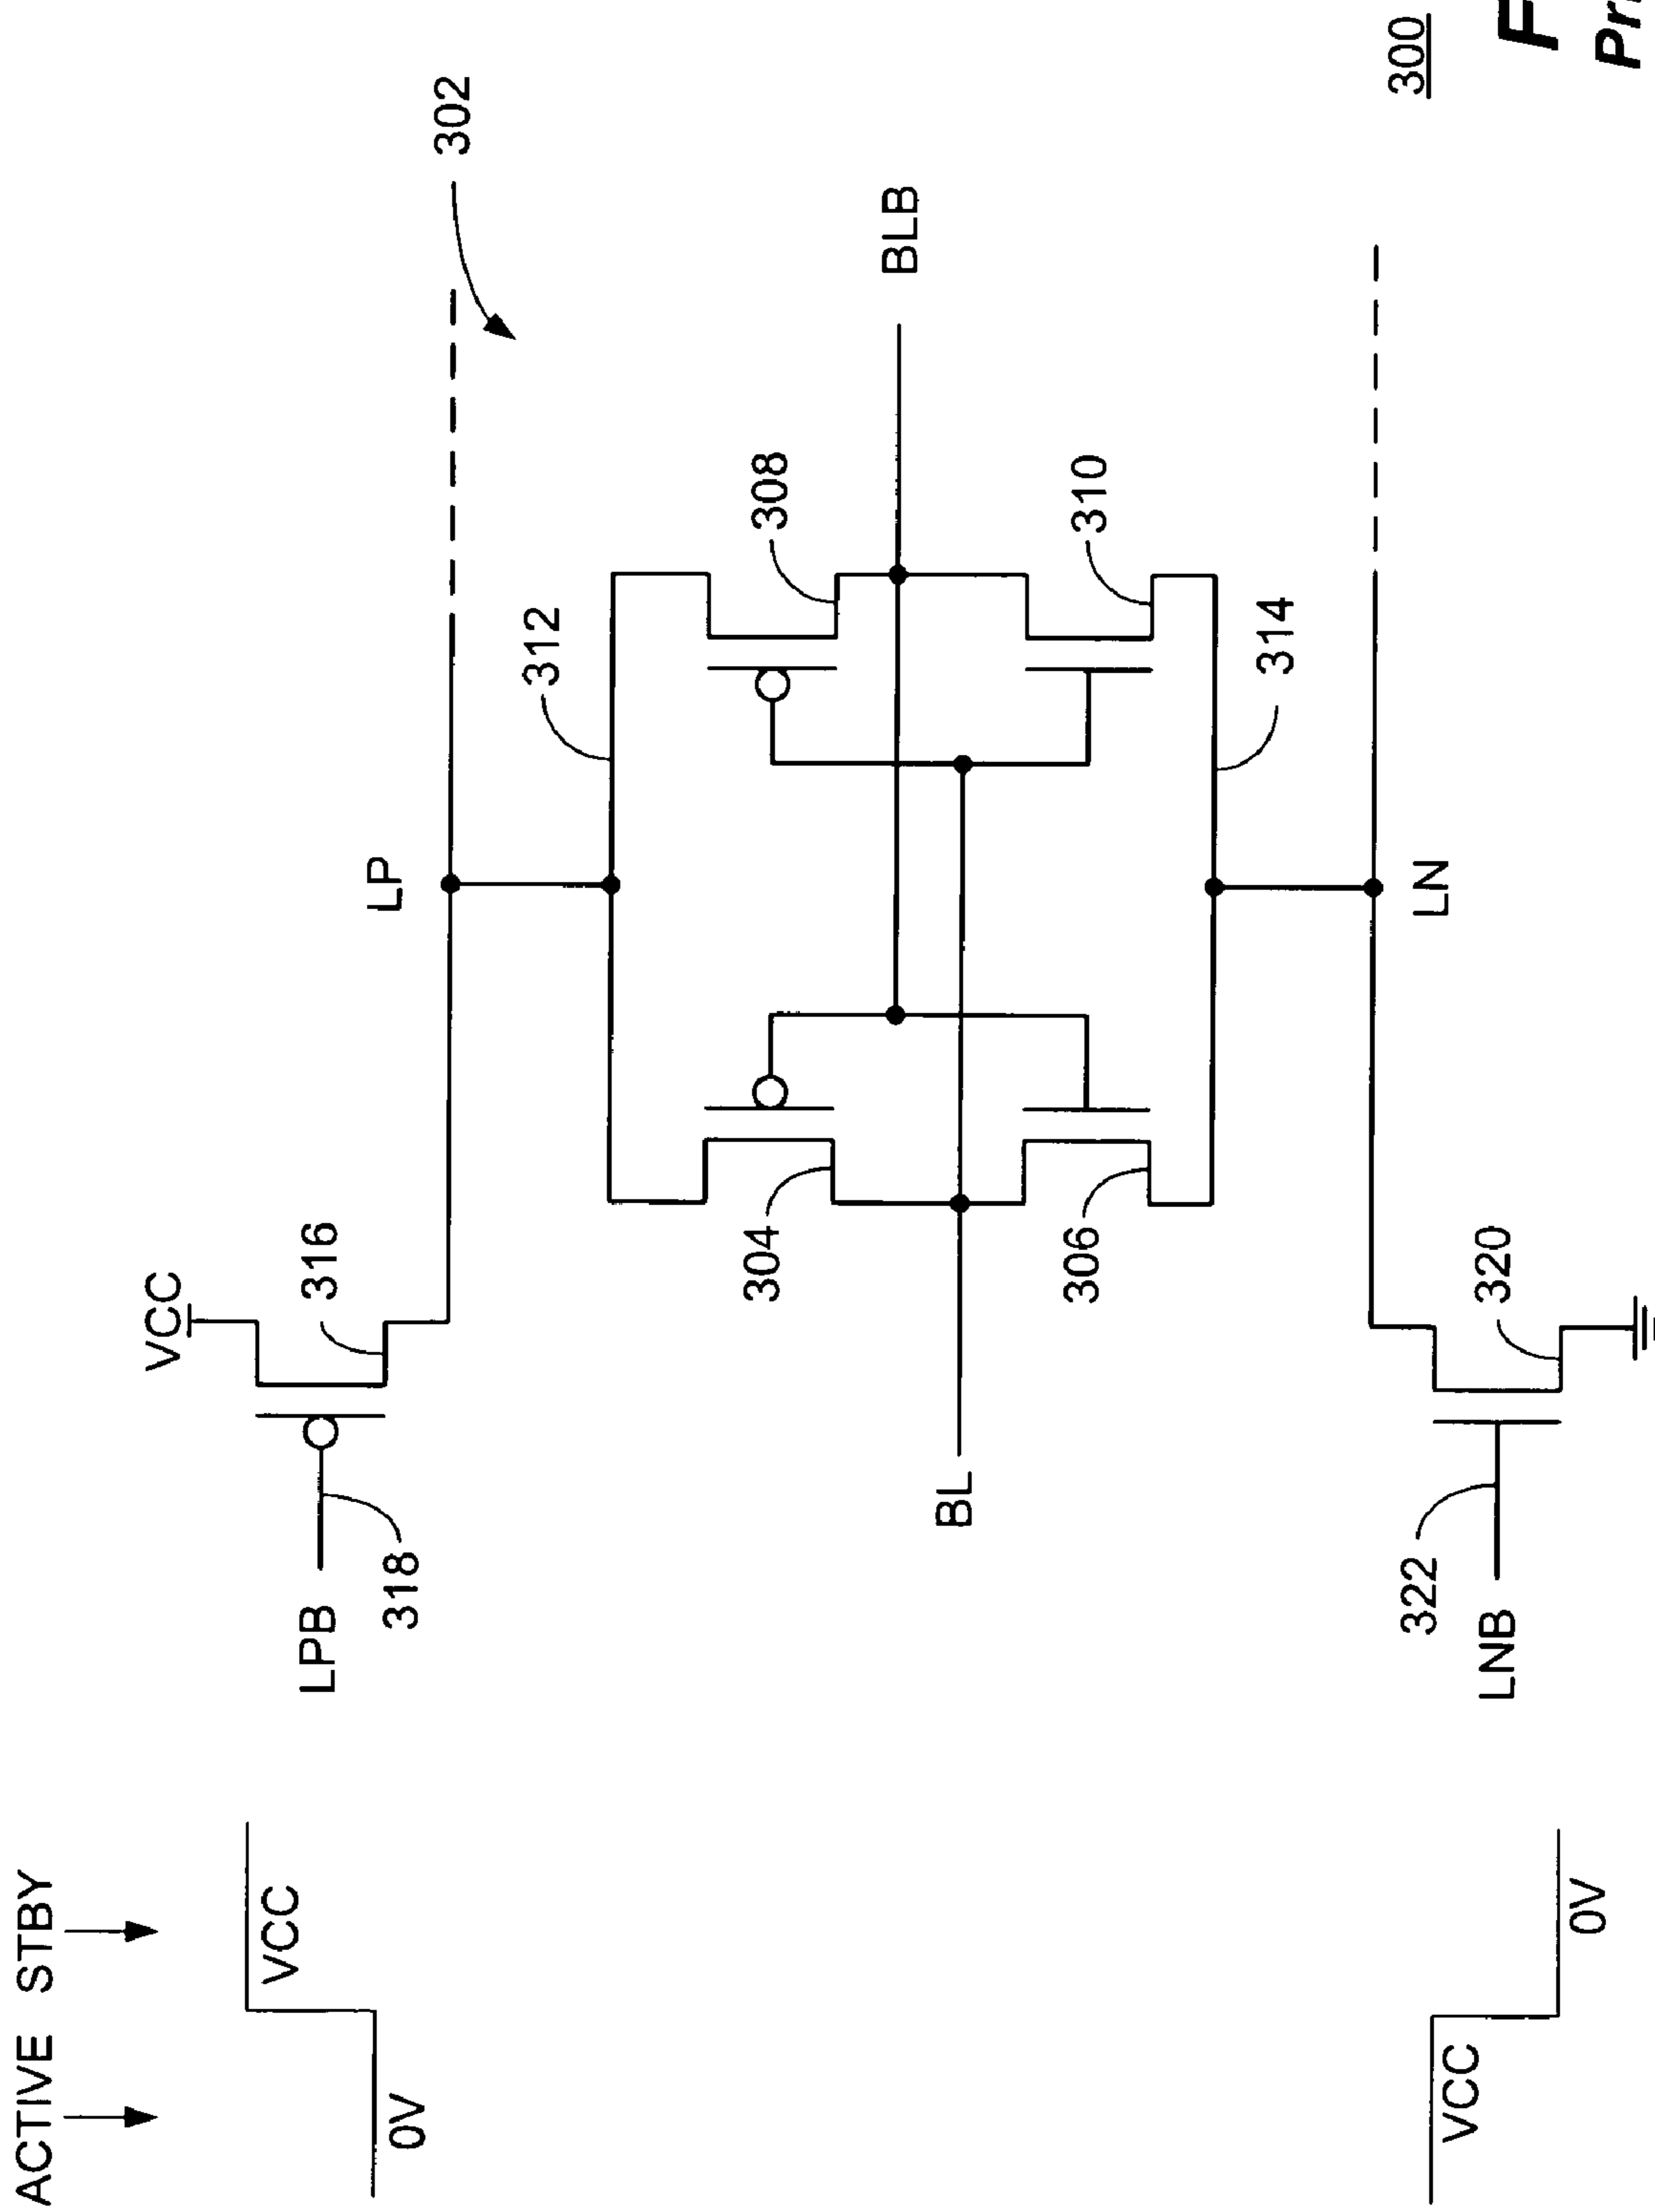 ACTIVE STBY
VCC
0V
VCC
LPB
318
316
LP
302
312
304
308
BL
BLB
306
310
314
LN
322
LNB
320
VCC
0V
300